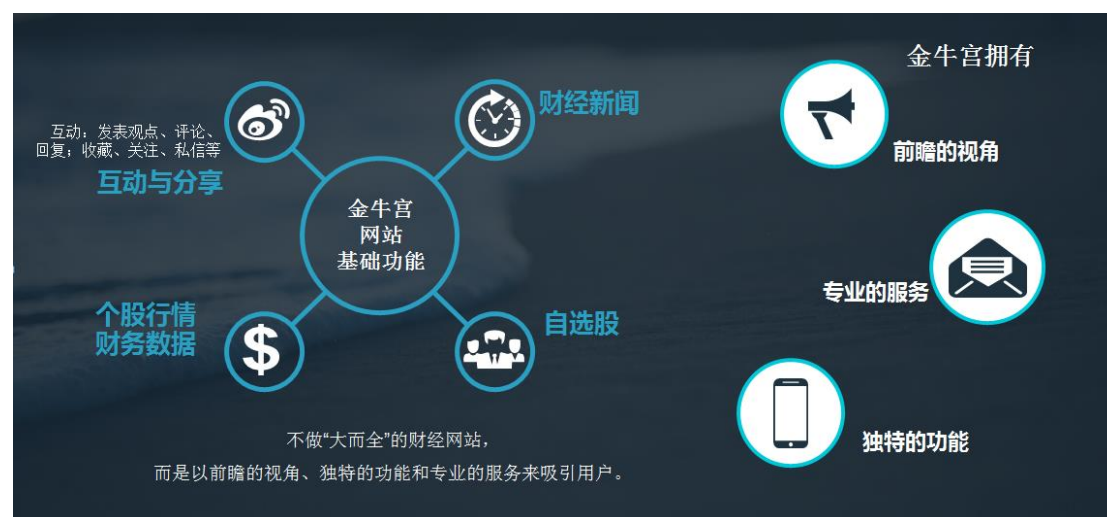 互动：发表观点、评论、
回复；收藏、关注、私信等
互动与分享
财经新闻
金牛宫
网站
基础功能
个股行情
财务数据
$
自选股
不做“大而全”的财经网站，
而是以前瞻的视角、独特的功能和专业的服务来吸引用户。
金牛宫拥有
前瞻的视角
专业的服务
独特的功能